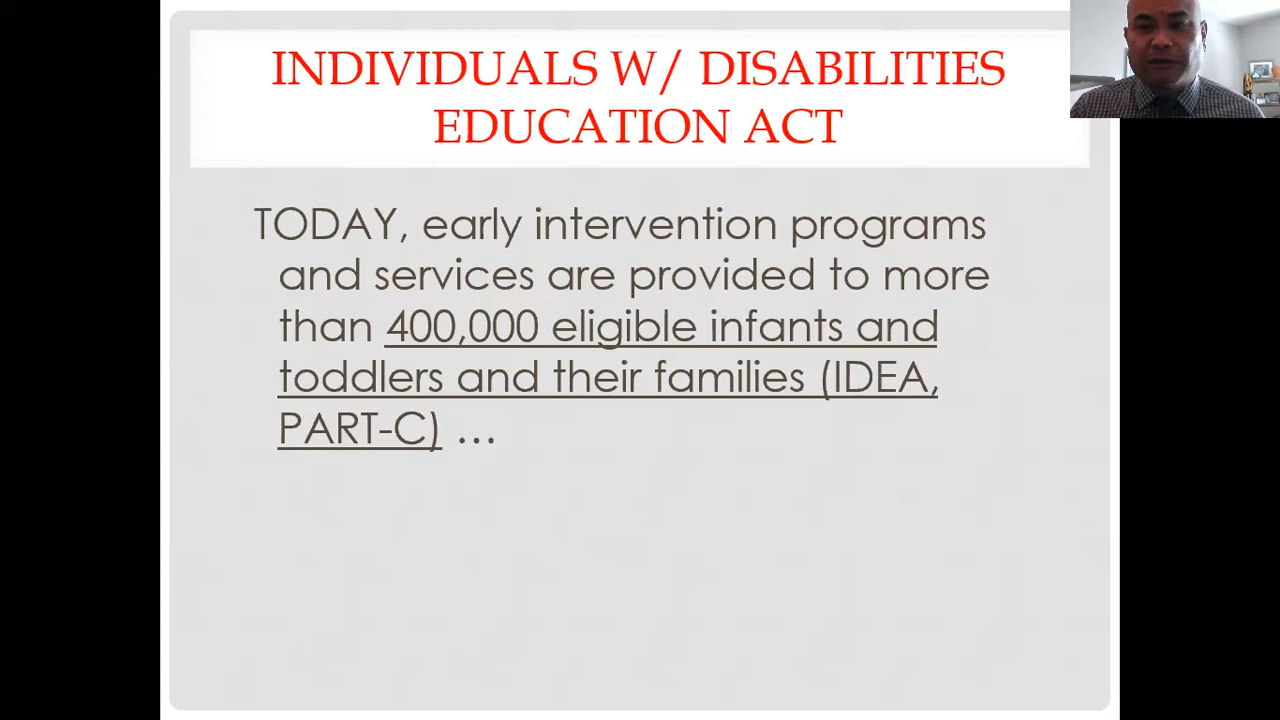 INDIVIDUALS W/ DISABILITIES
EDUCATION ACT
TODAY, early intervention programs
and services are provided to more
than 400,000 eligible infants and
toddlers and their families (IDEA,
PART-C) ...